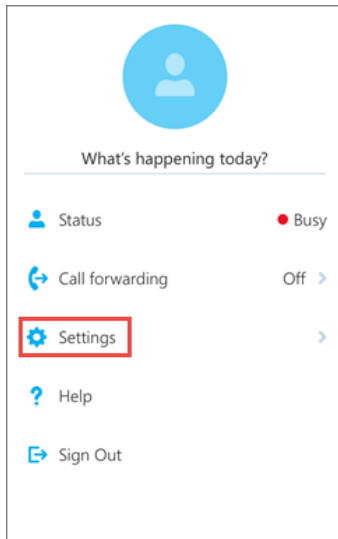 What's happening today?
Status Busy
Call forwarding Off
Settings
Help
Sign Out